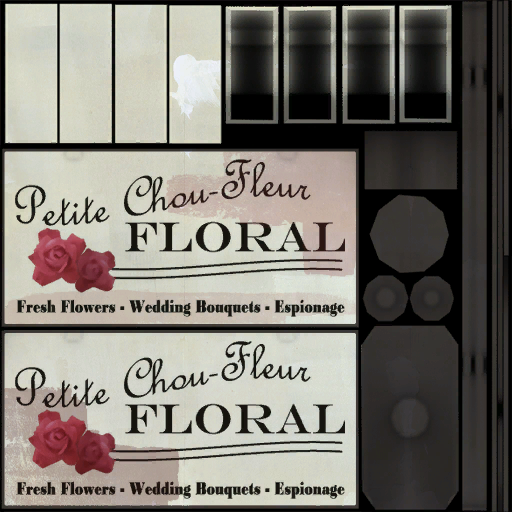 Petite Chou-Fleur
FLORAL
Fresh Flowers - Wedding Bouquets - Espionage
Petite Chou-Fleur
FLORAL
Fresh Flowers - Wedding Bouquets - Espionage